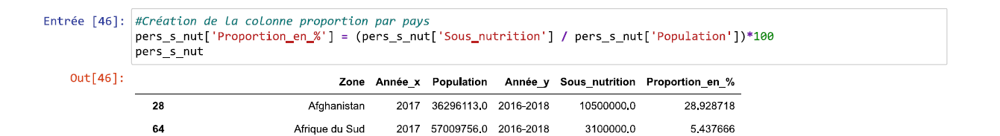 Entrée [46]: #Création de la colonne proportion par pays
pers_s_nut['Proportion_en_%'] = (pers_s_nut['Sous_nutrition'] / pers_s_nut['Population'])*100
pers_s_nut
Out[46]:
Zone Année_x Population Année_y Sous_nutrition Proportion_en_%
28 Afghanistan 2017 36296113.0 2016-2018 10500000.0 28.928718
64 Afrique du Sud 2017 57009756.0 2016-2018 3100000.0 5.437666